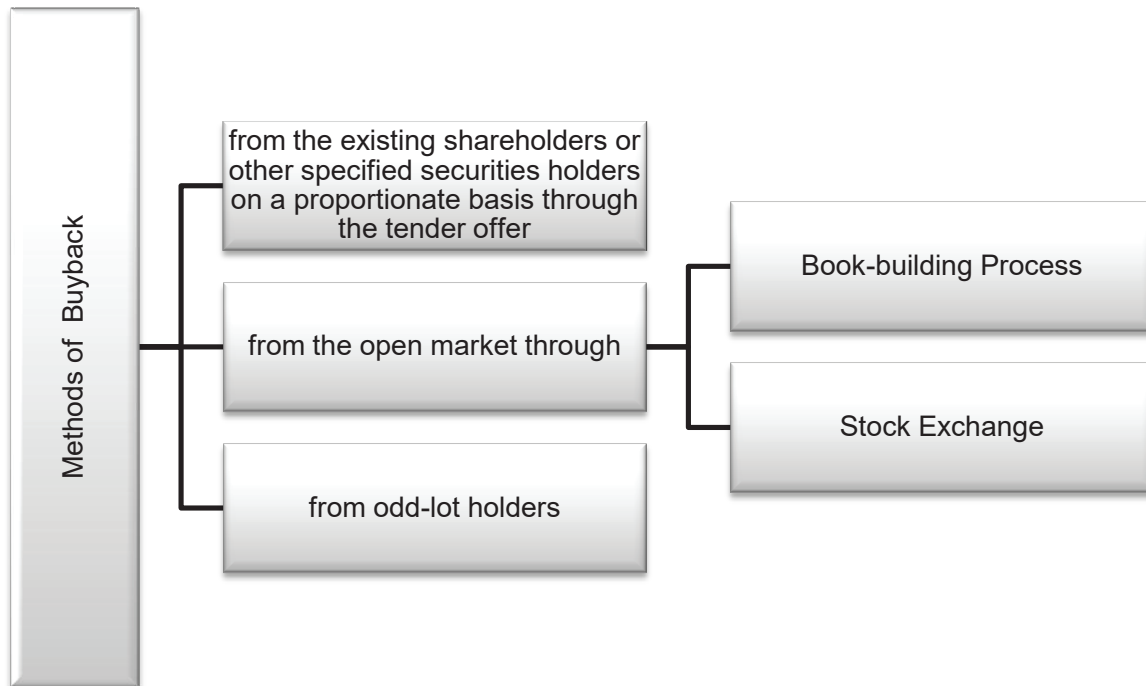 Methods of Buyback
from the existing shareholders or
other specified securities holders
on a proportionate basis through
the tender offer
from the open market through
Book-building Process
Stock Exchange
from odd-lot holders